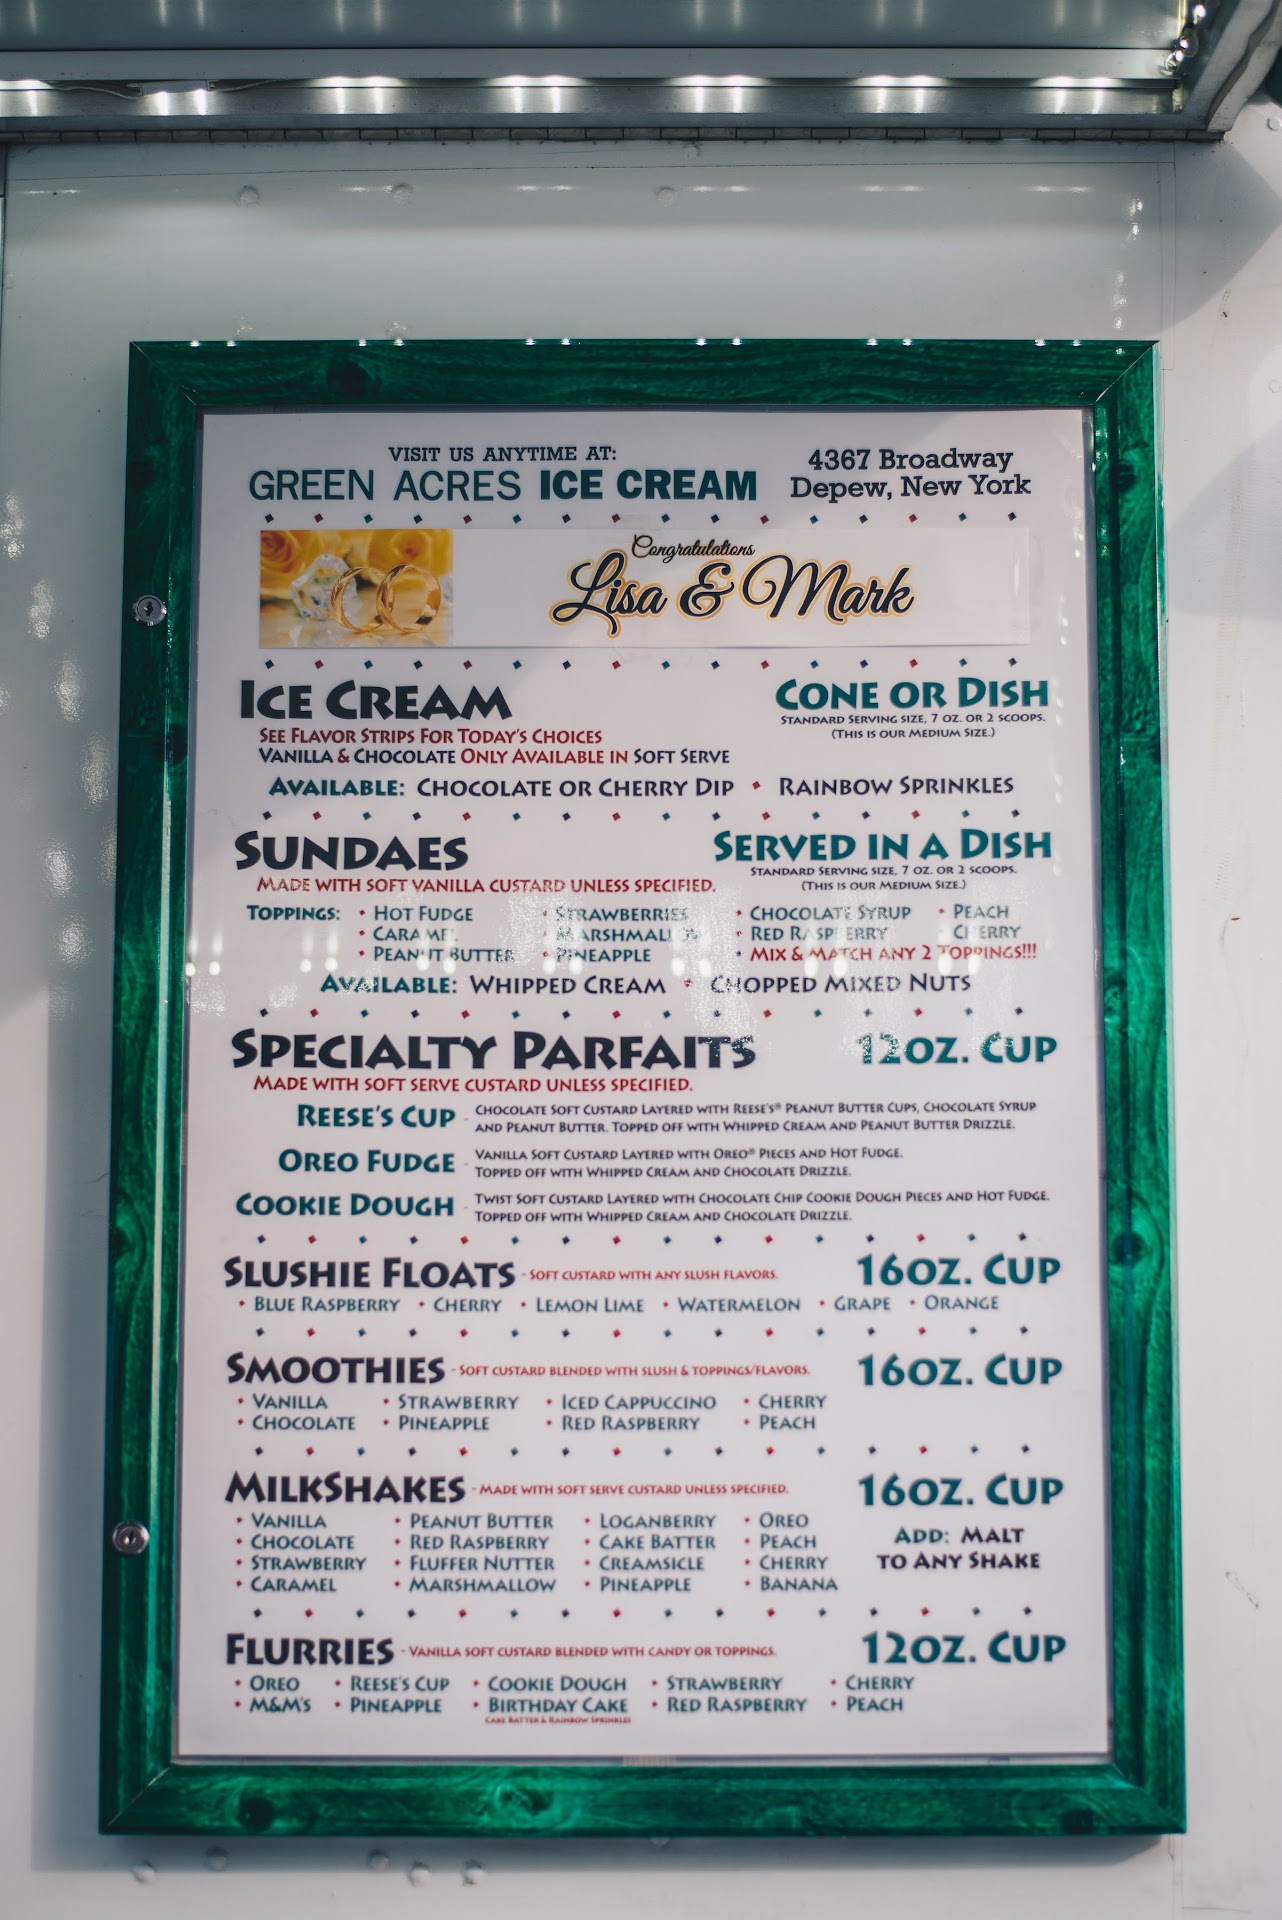 VISIT US ANYTIME AT:
GREEN ACRES ICE CREAM
4367 Broadway
Depew, New York
Congratulations
Lisa & Mark
ICE CREAM
SEE FLAVOR STRIPS FOR TODAY'S CHOICES
VANILLA & CHOCOLATE ONLY AVAILABLE IN SOFT SERVE
CONE OR DISH
STANDARD SERVING SIZE, 7 OZ. OR 2 SCOOPS.
(THIS IS OUR MEDIUM SIZE.)
AVAILABLE: CHOCOLATE OR CHERRY DIP • RAINBOW SPRINKLES
SUNDAES
MADE WITH SOFT VANILLA CUSTARD UNLESS SPECIFIED.
SERVED IN A DISH
STANDARD SERVING SIZE, 7 OZ. OR 2 SCOOPS.
(THIS IS OUR MEDIUM SIZE.)
TOPPINGS: • HOT FUDGE • STRAWBERRIES • CHOCOLATE SYRUP • PEACH
• CARAMEL • MARSHMALLOW • RED RASPBERRY CHERRY
• PEANUT BUTTER • PINEAPPLE • MIX & MATCH ANY 2 TOPPINGS!!!
AVAILABLE: WHIPPED CREAM • CHOPPED MIXED NUTS
SPECIALTY PARFAITS 12OZ. CUP
MADE WITH SOFT SERVE CUSTARD UNLESS SPECIFIED.
REESE'S CUP - CHOCOLATE SOFT CUSTARD LAYERED WITH REESE'S® PEANUT BUTTER CUPS, CHOCOLATE SYRUP
AND PEANUT BUTTER. TOPPED OFF WITH WHIPPED CREAM AND PEANUT BUTTER DRIZZLE.
OREO FUDGE - VANILLA SOFT CUSTARD LAYERED WITH OREO® PIECES AND HOT FUDGE.
TOPPED OFF WITH WHIPPED CREAM AND CHOCOLATE DRIZZLE.
COOKIE DOUGH - TWIST SOFT CUSTARD LAYERED WITH CHOCOLATE CHIP COOKIE DOUGH PIECES AND HOT FUDGE.
TOPPED OFF WITH WHIPPED CREAM AND CHOCOLATE DRIZZLE.
SLUSHIE FLOATS - SOFT CUSTARD WITH ANY SLUSH FLAVORS. 16OZ. CUP
• BLUE RASPBERRY • CHERRY • LEMON LIME • WATERMELON • GRAPE • ORANGE
SMOOTHIES - SOFT CUSTARD BLENDED WITH SLUSH & TOPPINGS/FLAVORS. 16OZ. CUP
• VANILLA • STRAWBERRY • ICED CAPPUCCINO • CHERRY
• CHOCOLATE • PINEAPPLE • RED RASPBERRY • PEACH
MILKSHAKES - MADE WITH SOFT SERVE CUSTARD UNLESS SPECIFIED. 16OZ. CUP
• VANILLA • PEANUT BUTTER • LOGANBERRY • OREO
• CHOCOLATE • RED RASPBERRY • CAKE BATTER • PEACH
• STRAWBERRY • FLUFFER NUTTER • CREAMSICLE • CHERRY
• CARAMEL • MARSHMALLOW • PINEAPPLE • BANANA
ADD: MALT
TO ANY SHAKE
FLURRIES - VANILLA SOFT CUSTARD BLENDED WITH CANDY OR TOPPINGS. 12OZ. CUP
• OREO • REESE'S CUP • COOKIE DOUGH • STRAWBERRY • CHERRY
• M&M'S • PINEAPPLE • BIRTHDAY CAKE • RED RASPBERRY • PEACH
CAKE BATTER & RAINBOW SPRINKLES